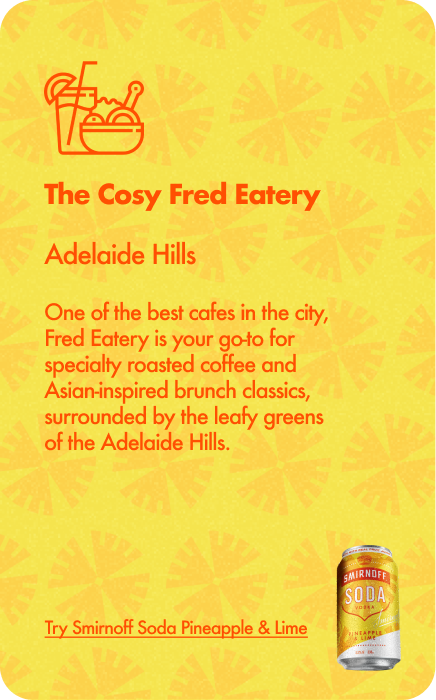 The Cosy Fred Eatery
Adelaide Hills
One of the best cafes in the city,
Fred Eatery is your go-to for
specialty roasted coffee and
Asian-inspired brunch classics,
surrounded by the leafy greens
of the Adelaide Hills.
SMIRNOFF
SODA
VODKA
PINEAPPLE
& LIME
Try Smirnoff Soda Pineapple & Lime